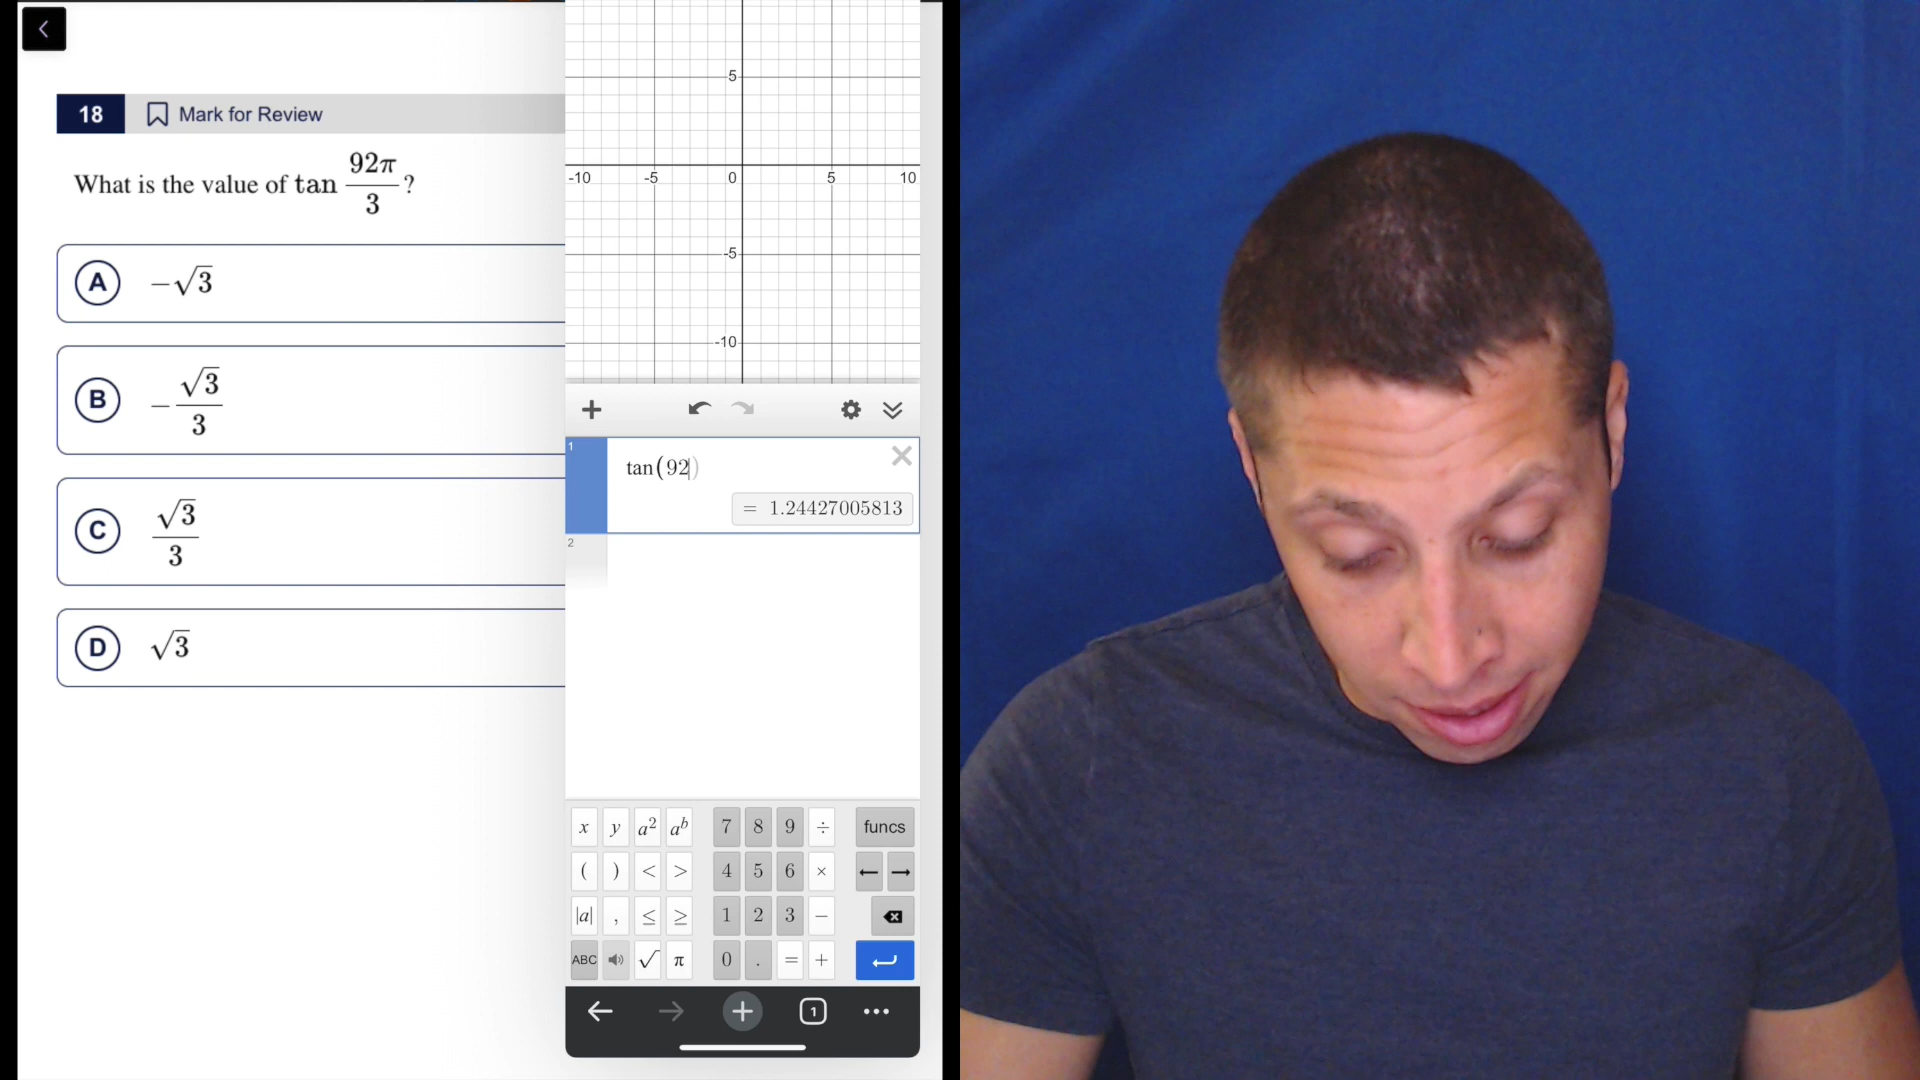 18 Mark for Review
What is the value of tan 92π/3?
A −√3
B −√3/3
C √3/3
D √3
5
-10 -5 0 5 10
-5
-10
1
tan(92)
= 1.24427005813
2
x y a² aᵇ 7 8 9 ÷ funcs
( ) < > 4 5 6 × ← →
|a| , ≤ ≥ 1 2 3 −
ABC √ π 0 . = +
1